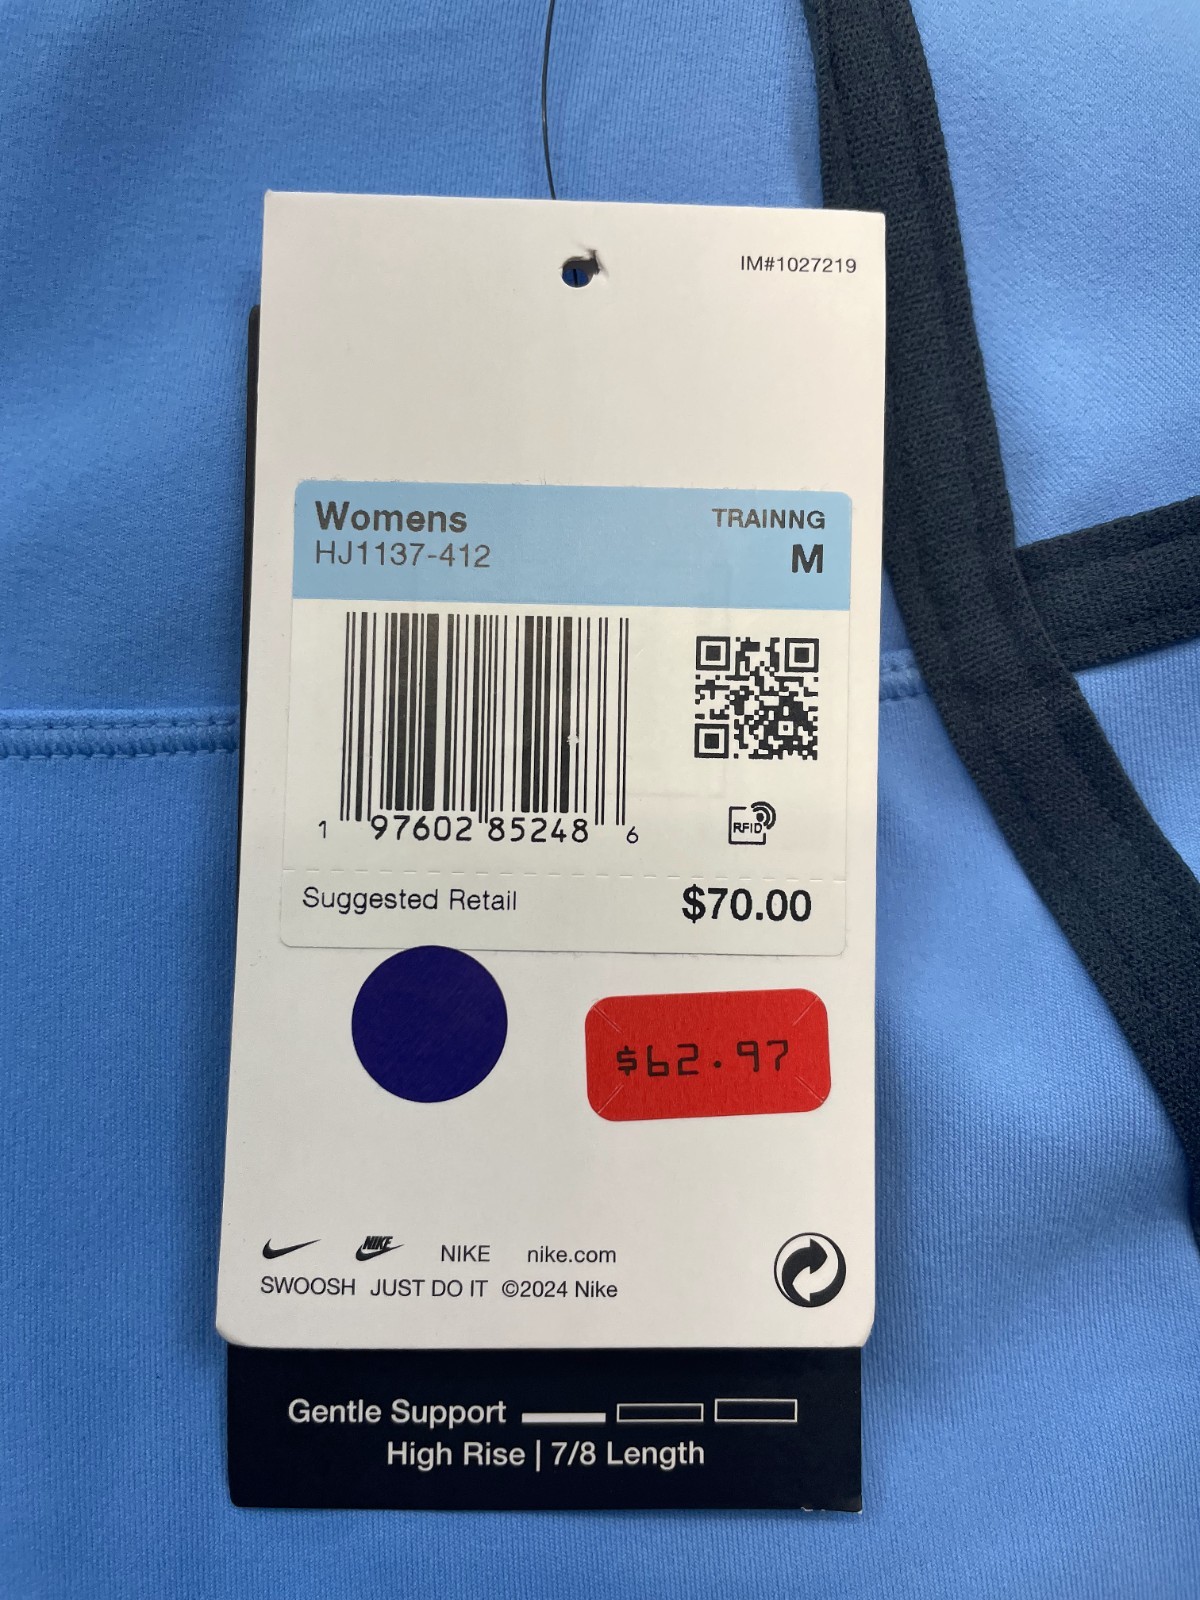 IM#1027219
Womens
TRAINNG
HJ1137-412
M
1 97602 85248 6
RFID
Suggested Retail
$70.00
$62.97
NIKE NIKE nike.com
SWOOSH JUST DO IT ©2024 Nike
Gentle Support
High Rise | 7/8 Length